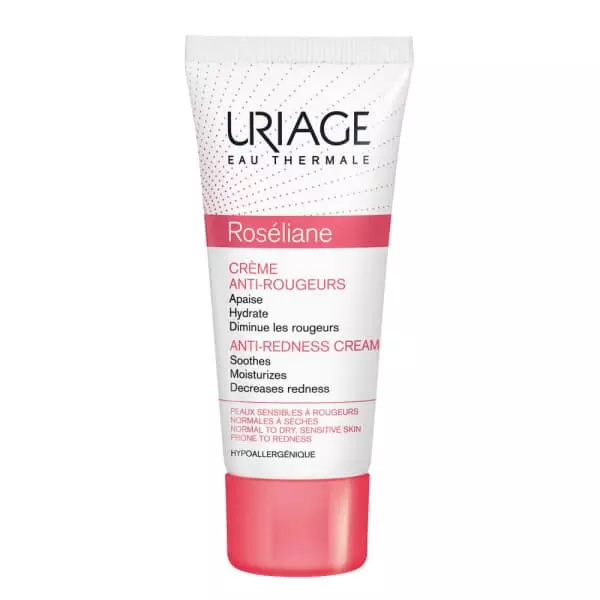 URIAGE
EAU THERMALE
Roséliane
CRÈME
ANTI-ROUGEURS
Apaise
Hydrate
Diminue les rougeurs
ANTI-REDNESS CREAM
Soothes
Moisturizes
Decreases redness
PEAUX SENSIBLES À ROUGEURS
NORMALES À SÈCHES
NORMAL TO DRY, SENSITIVE SKIN
PRONE TO REDNESS
HYPOALLERGÉNIQUE